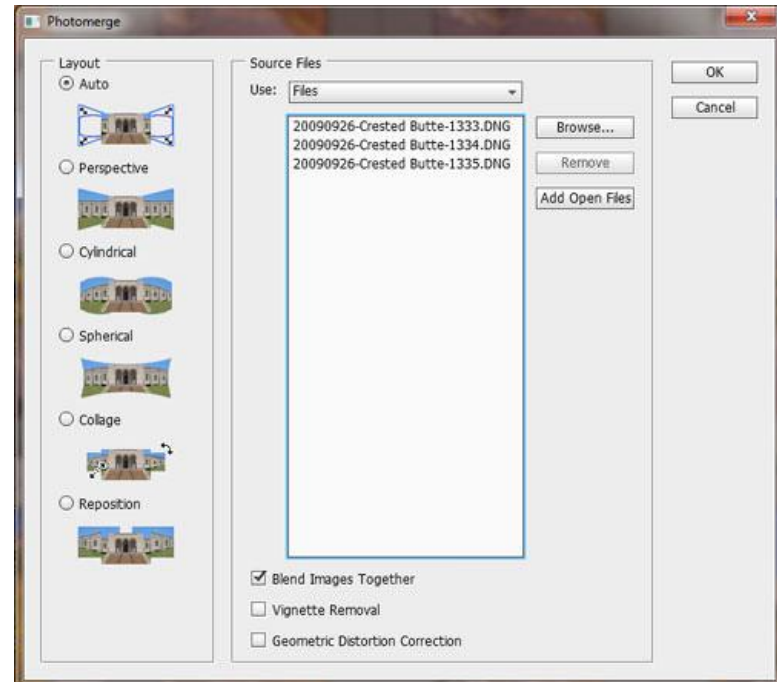 Photomerge
Layout
Auto
Perspective
Cylindrical
Spherical
Collage
Reposition
Source Files
Use: Files
20090926-Crested Butte-1333.DNG
20090926-Crested Butte-1334.DNG
20090926-Crested Butte-1335.DNG
Browse...
Remove
Add Open Files
Blend Images Together
Vignette Removal
Geometric Distortion Correction
OK
Cancel